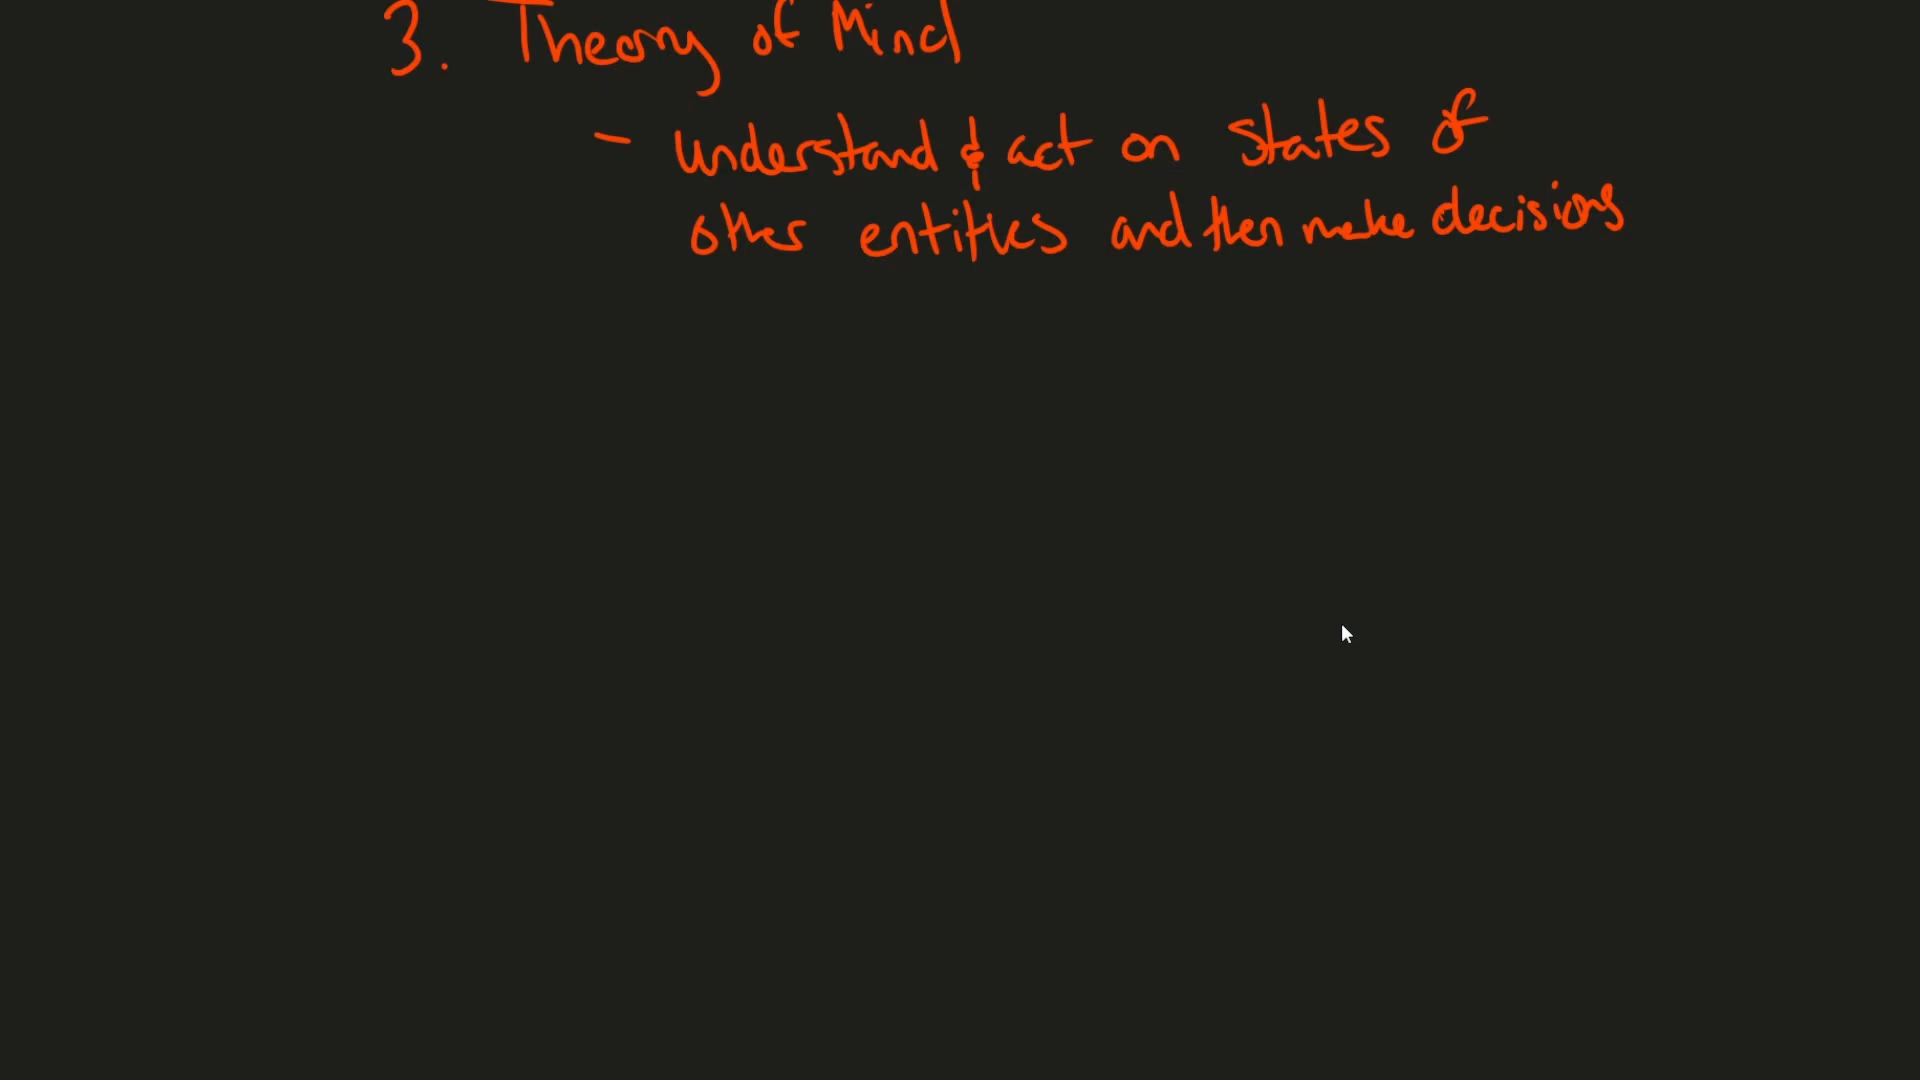 3. Theory of Mind
- Understand & act on states of
other entities and then make decisions